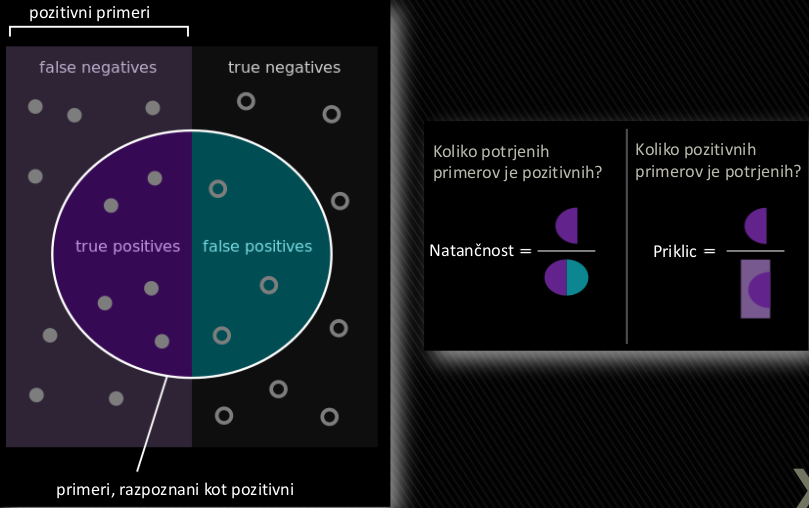 pozitivni primeri
false negatives
true negatives
true positives
false positives
primeri, razpoznani kot pozitivni
Koliko potrjenih
primerov je pozitivnih?
Natančnost =
Koliko pozitivnih
primerov je potrjenih?
Priklic =